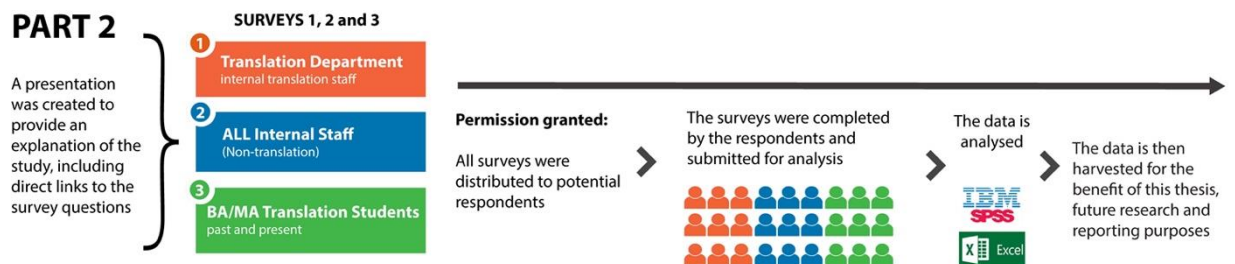 PART 2
A presentation
was created to
provide an
explanation of the
study, including
direct links to the
survey questions
SURVEYS 1, 2 and 3
1
Translation Department
internal translation staff
2
ALL Internal Staff
(Non-translation)
3
BA/MA Translation Students
past and present
Permission granted:
All surveys were
distributed to potential
respondents
The surveys were completed
by the respondents and
submitted for analysis
The data is
analysed
IBM
SPSS
X Excel
The data is then
harvested for the
benefit of this thesis,
future research and
reporting purposes